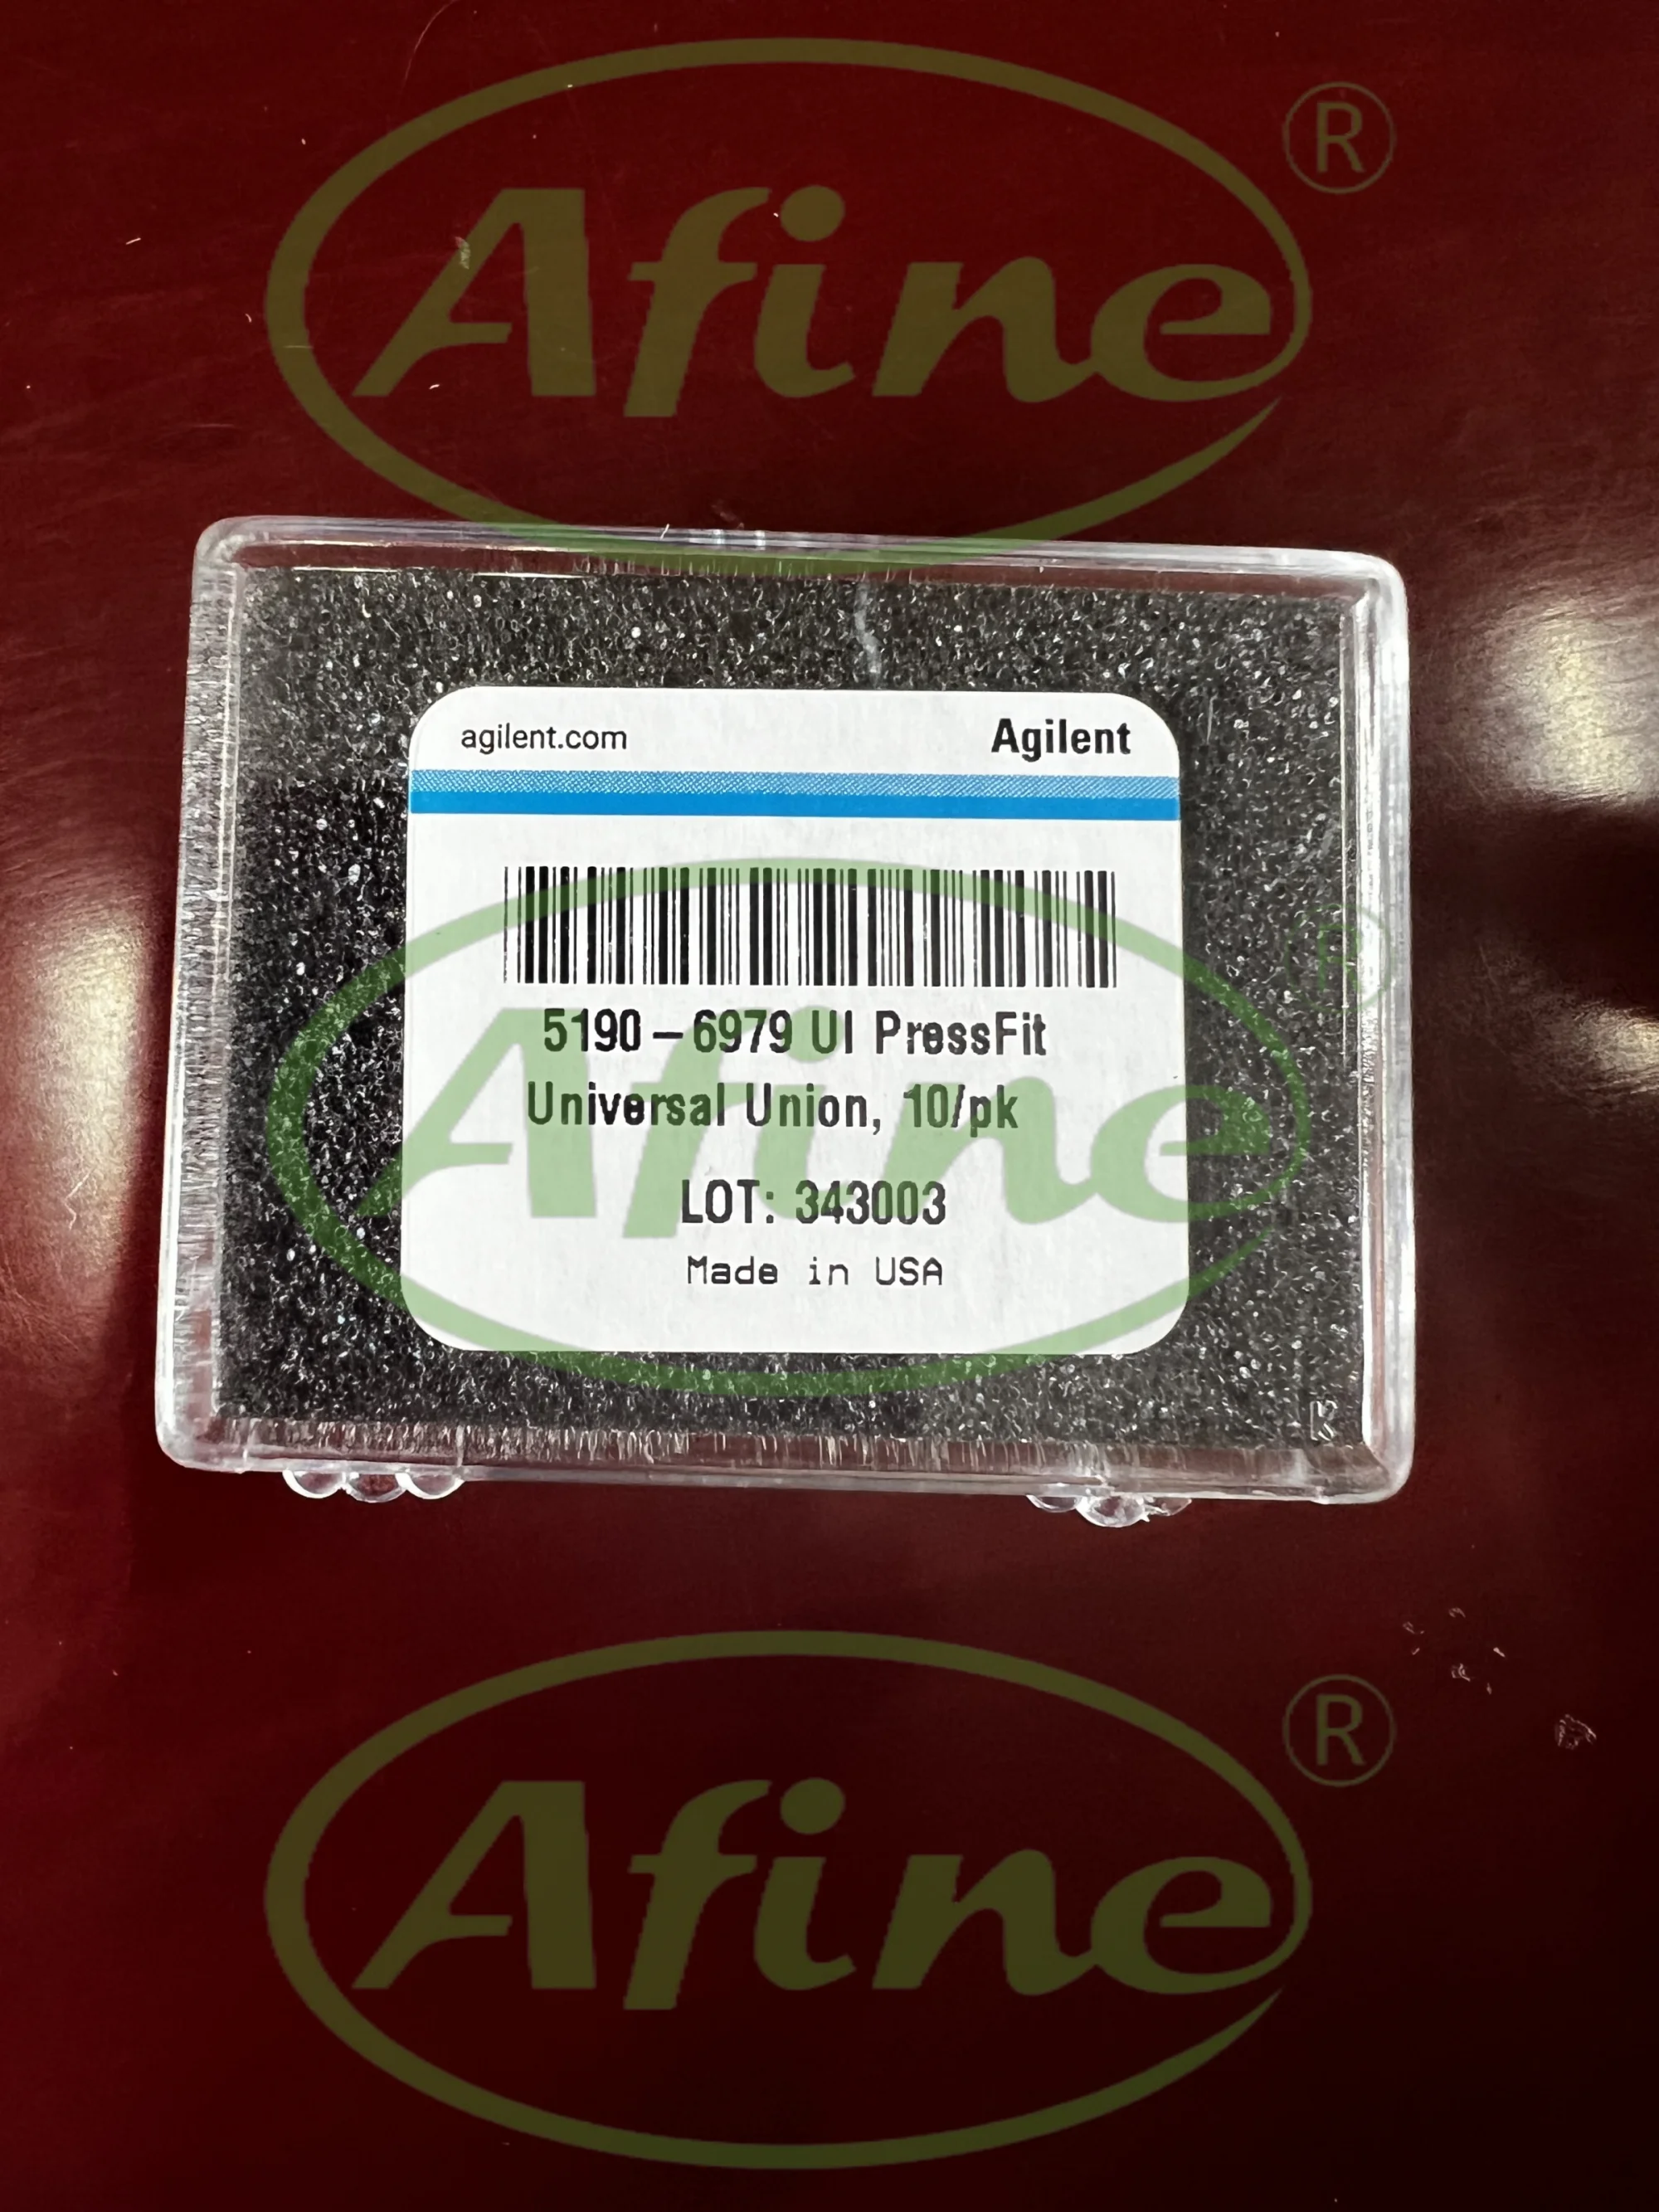 Afine ®
agilent.com Agilent
5190-6979 UI PressFit
Universal Union, 10/pk
LOT: 343003
Made in USA
Afine ®
K
Afine ®